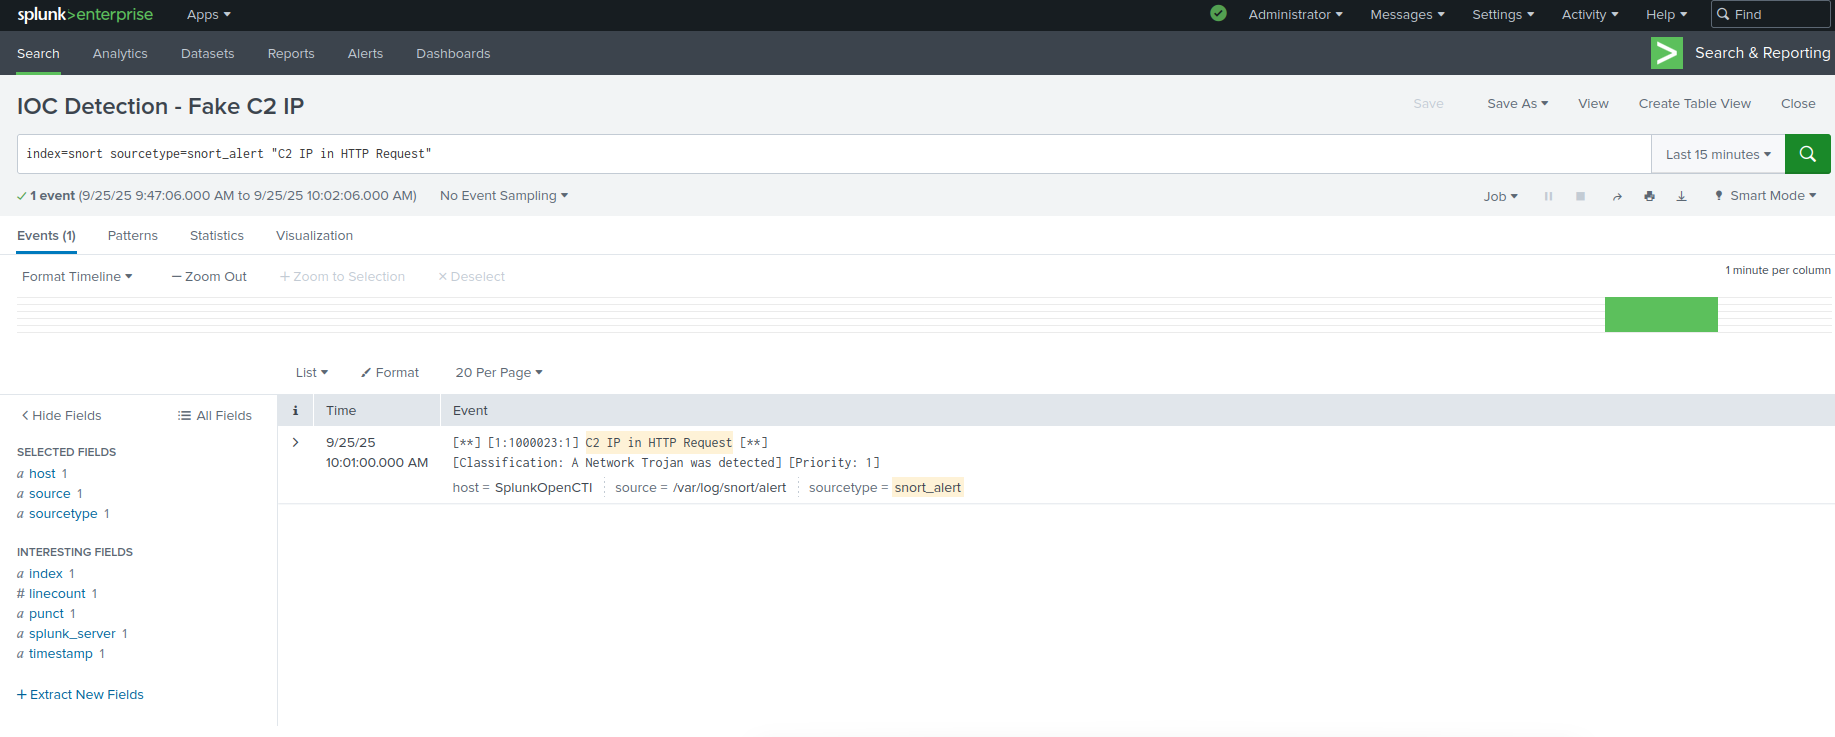 splunk>enterprise Apps Administrator Messages Settings Activity Help Find
Search Analytics Datasets Reports Alerts Dashboards Search & Reporting
IOC Detection - Fake C2 IP Save Save As View Create Table View Close
index=snort sourcetype=snort_alert "C2 IP in HTTP Request" Last 15 minutes
1 event (9/25/25 9:47:06.000 AM to 9/25/25 10:02:06.000 AM) No Event Sampling Job Smart Mode
Events (1) Patterns Statistics Visualization
Format Timeline — Zoom Out + Zoom to Selection × Deselect 1 minute per column
List Format 20 Per Page
< Hide Fields All Fields
i Time Event
SELECTED FIELDS
a host 1
a source 1
a sourcetype 1
INTERESTING FIELDS
a index 1
# linecount 1
a punct 1
a splunk_server 1
a timestamp 1
+ Extract New Fields
> 9/25/25
10:01:00.000 AM
[**] [1:1000023:1] C2 IP in HTTP Request [**]
[Classification: A Network Trojan was detected] [Priority: 1]
host = SplunkOpenCTI source = /var/log/snort/alert sourcetype = snort_alert